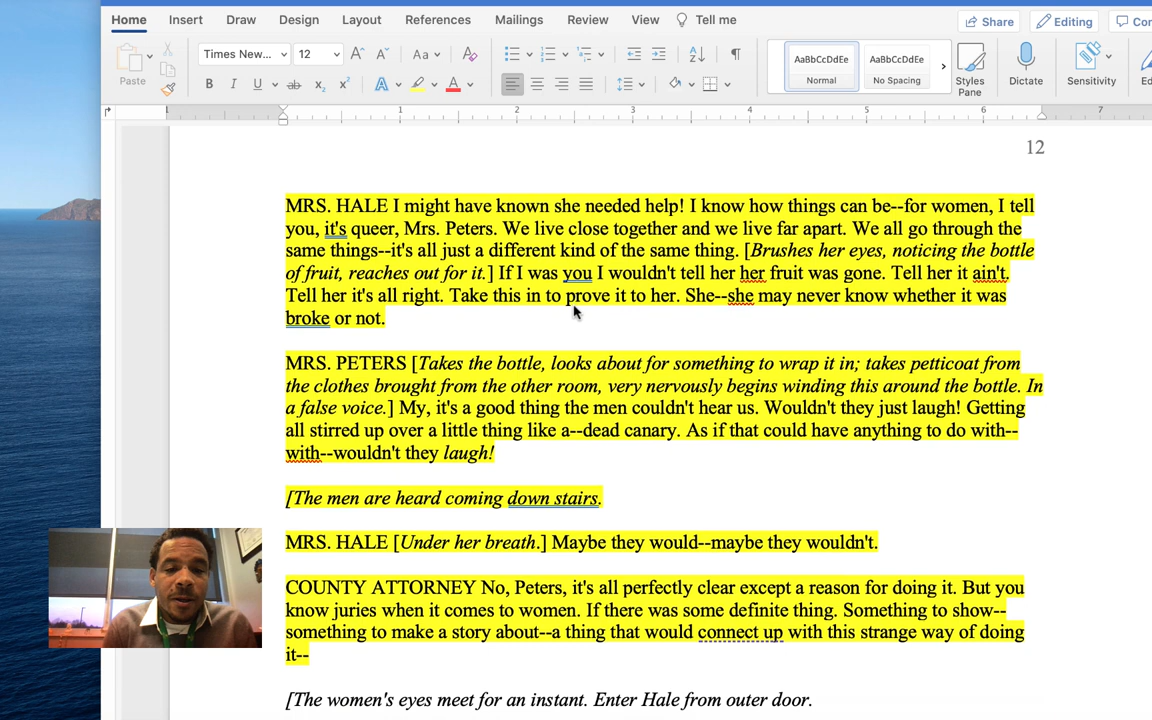 Home Insert Draw Design Layout References Mailings Review View Tell me
Share Editing
Paste Times New... 12 Aa AaBbCcDdEe AaBbCcDdEe
B I U ab x₂ x² A A Normal No Spacing Styles Pane Dictate Sensitivity
1 1 2 3 4 5 6 7
12
MRS. HALE I might have known she needed help! I know how things can be--for women, I tell
you, it's queer, Mrs. Peters. We live close together and we live far apart. We all go through the
same things--it's all just a different kind of the same thing. [Brushes her eyes, noticing the bottle
of fruit, reaches out for it.] If I was you I wouldn't tell her her fruit was gone. Tell her it ain't.
Tell her it's all right. Take this in to prove it to her. She--she may never know whether it was
broke or not.
MRS. PETERS [Takes the bottle, looks about for something to wrap it in; takes petticoat from
the clothes brought from the other room, very nervously begins winding this around the bottle. In
a false voice.] My, it's a good thing the men couldn't hear us. Wouldn't they just laugh! Getting
all stirred up over a little thing like a--dead canary. As if that could have anything to do with--
with--wouldn't they laugh!
[The men are heard coming down stairs.
MRS. HALE [Under her breath.] Maybe they would--maybe they wouldn't.
COUNTY ATTORNEY No, Peters, it's all perfectly clear except a reason for doing it. But you
know juries when it comes to women. If there was some definite thing. Something to show--
something to make a story about--a thing that would connect up with this strange way of doing
it--
[The women's eyes meet for an instant. Enter Hale from outer door.